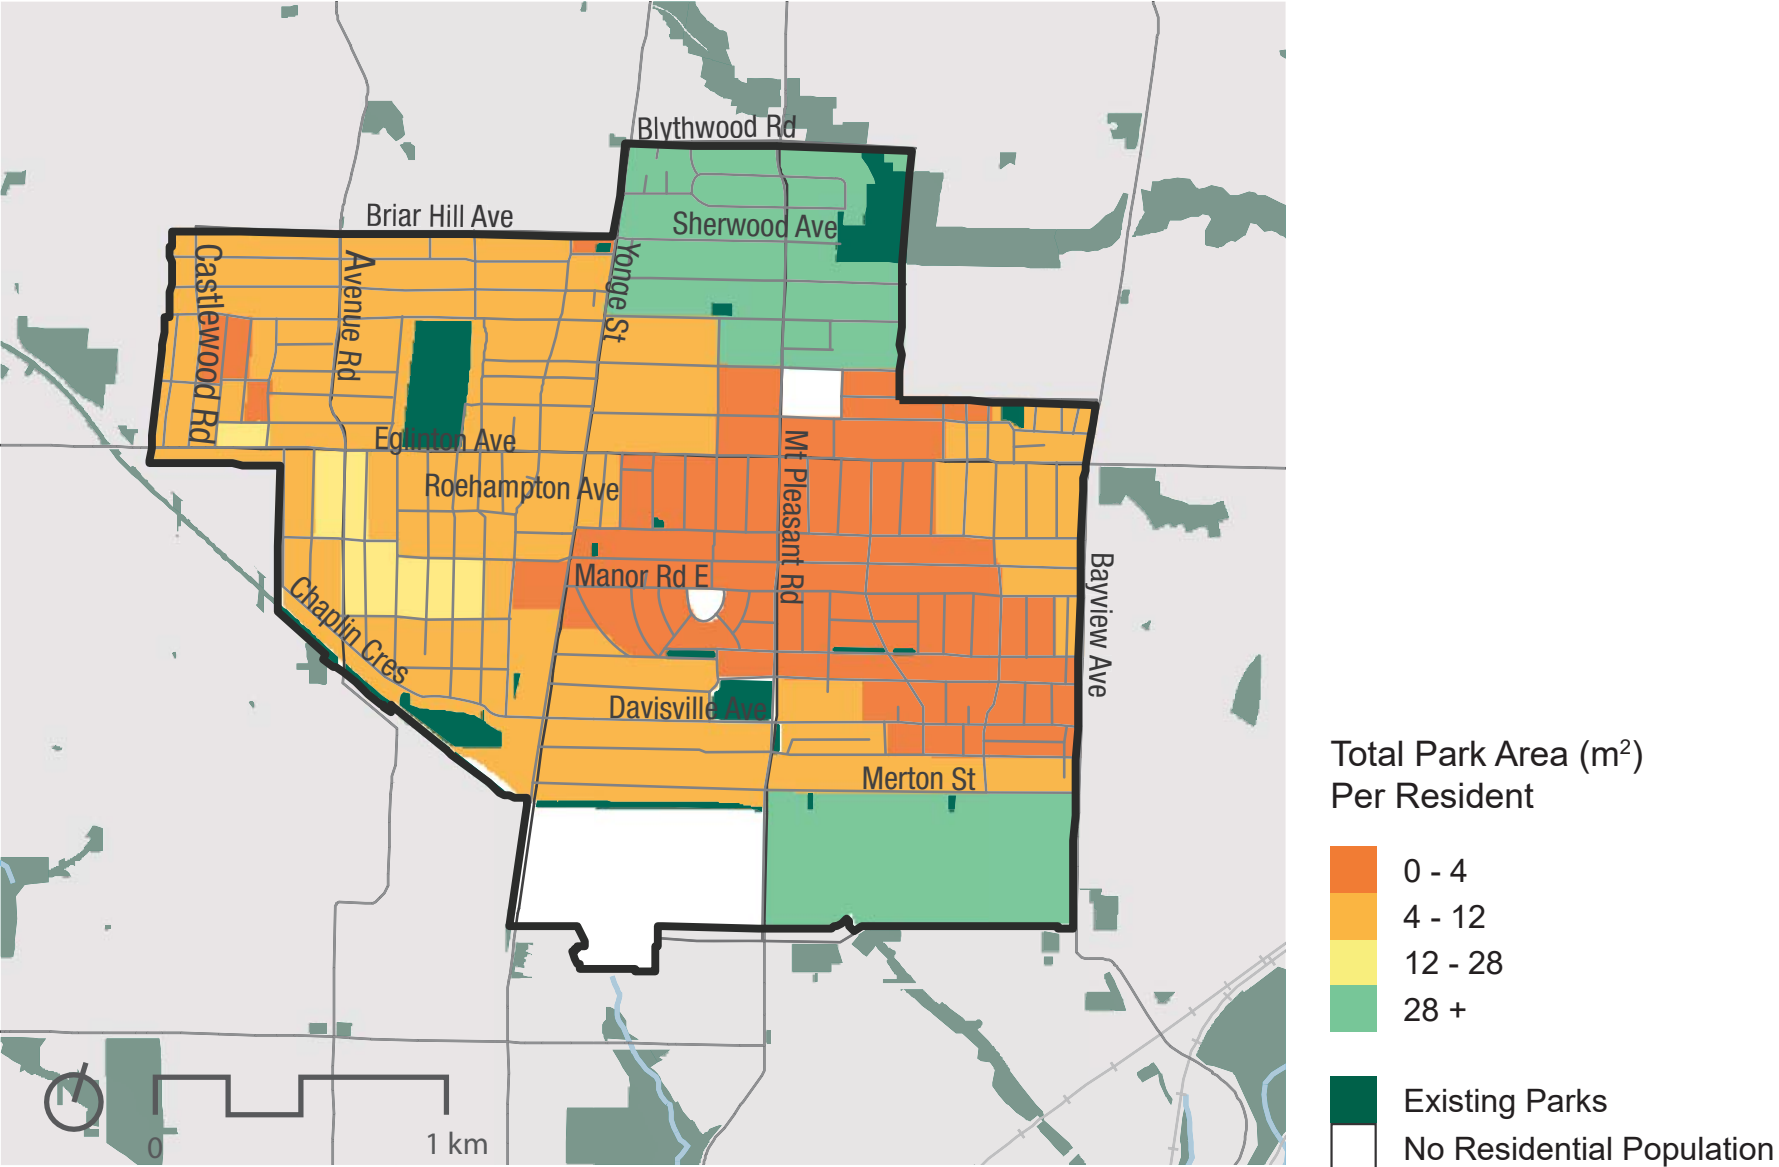 Blythwood Rd
Briar Hill Ave
Sherwood Ave
Castlewood Rd
Avenue Rd
Yonge St
Eglinton Ave
Roehampton Ave
Mt Pleasant Rd
Manor Rd E
Bayview Ave
Chaplin Cres
Davisville Ave
Merton St
Total Park Area (m²)
Per Resident
0 - 4
4 - 12
12 - 28
28 +
Existing Parks
No Residential Population
0
1 km